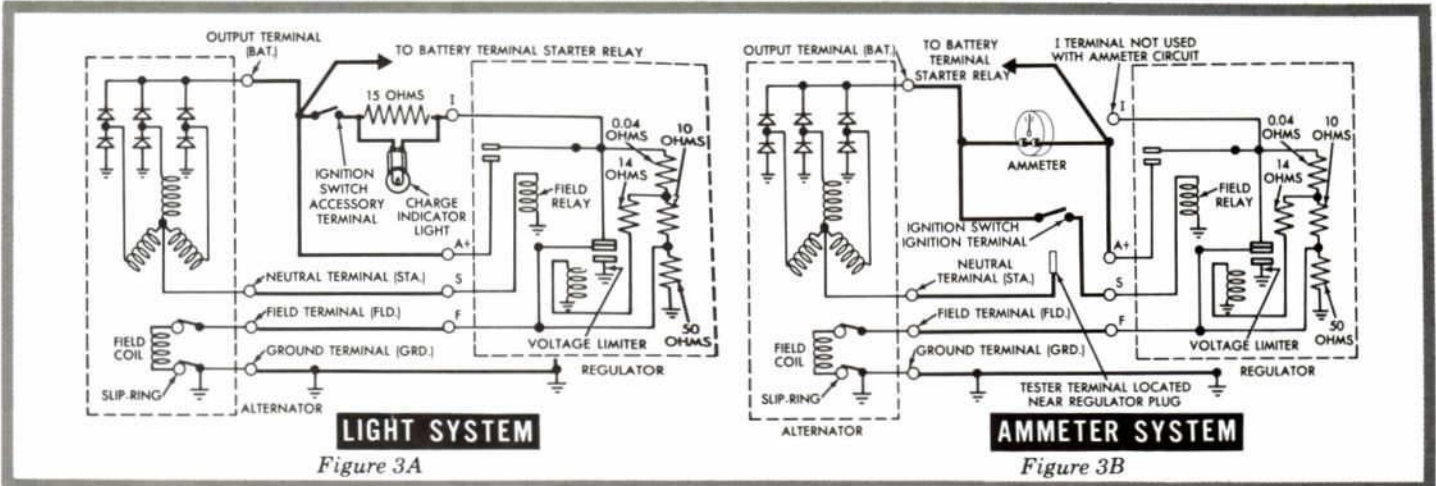 OUTPUT TERMINAL
(BAT.)
TO BATTERY TERMINAL STARTER RELAY
15 OHMS
I
0.04
OHMS
10
OHMS
14
OHMS
IGNITION
SWITCH
ACCESSORY
TERMINAL
CHARGE
INDICATOR
LIGHT
FIELD
RELAY
A+
NEUTRAL TERMINAL (STA.)
S
FIELD TERMINAL (FLD.)
F
FIELD
COIL
GROUND TERMINAL (GRD.)
VOLTAGE LIMITER
50
OHMS
REGULATOR
SLIP-RING
ALTERNATOR
LIGHT SYSTEM
Figure 3A
OUTPUT TERMINAL (BAT.)
TO BATTERY
TERMINAL
STARTER RELAY
I TERMINAL NOT USED
WITH AMMETER CIRCUIT
I
0.04
OHMS
10
OHMS
14
OHMS
AMMETER
FIELD
RELAY
IGNITION SWITCH
IGNITION TERMINAL
A+
NEUTRAL
TERMINAL (STA.)
S
FIELD TERMINAL (FLD.)
F
FIELD
COIL
GROUND TERMINAL (GRD.)
VOLTAGE LIMITER
50
OHMS
REGULATOR
SLIP-RING
TESTER TERMINAL LOCATED
NEAR REGULATOR PLUG
ALTERNATOR
AMMETER SYSTEM
Figure 3B